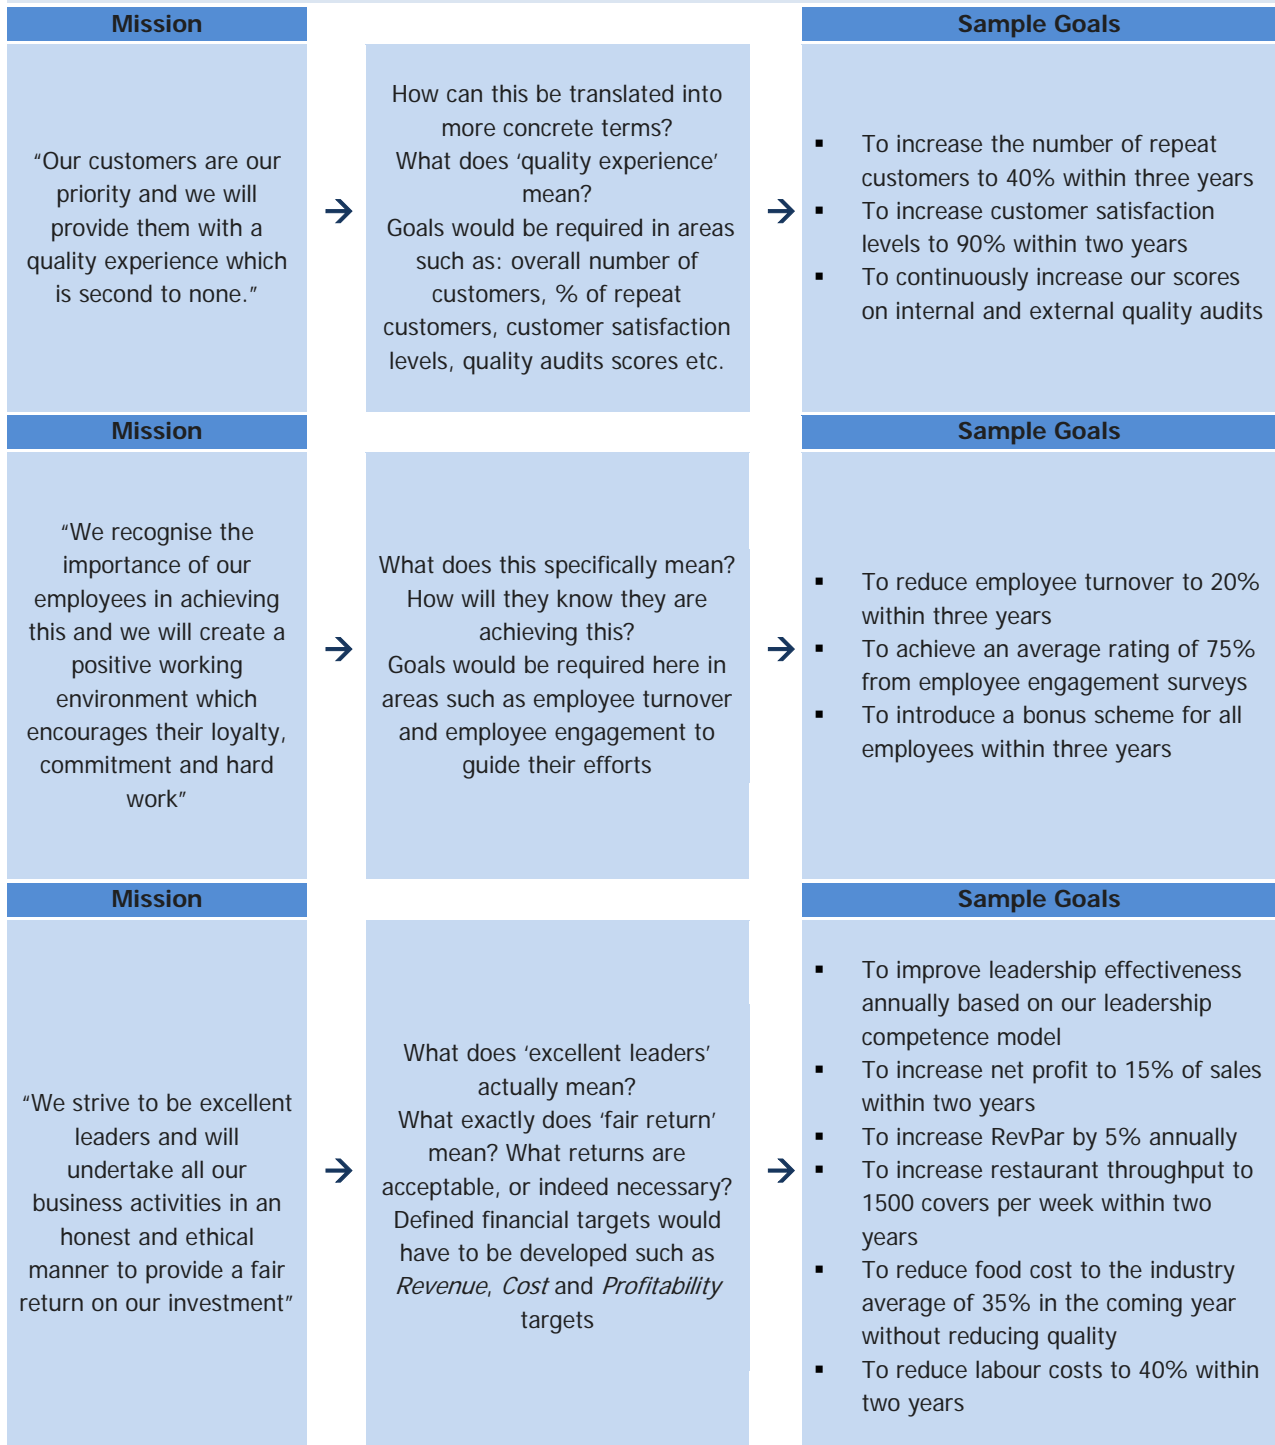 Mission
Sample Goals
“Our customers are our
priority and we will
provide them with a
quality experience which
is second to none.”
→
How can this be translated into
more concrete terms?
What does ‘quality experience’
mean?
Goals would be required in areas
such as: overall number of
customers, % of repeat
customers, customer satisfaction
levels, quality audits scores etc.
→
▪ To increase the number of repeat
customers to 40% within three years
▪ To increase customer satisfaction
levels to 90% within two years
▪ To continuously increase our scores
on internal and external quality audits
Mission
Sample Goals
“We recognise the
importance of our
employees in achieving
this and we will create a
positive working
environment which
encourages their loyalty,
commitment and hard
work”
→
What does this specifically mean?
How will they know they are
achieving this?
Goals would be required here in
areas such as employee turnover
and employee engagement to
guide their efforts
→
▪ To reduce employee turnover to 20%
within three years
▪ To achieve an average rating of 75%
from employee engagement surveys
▪ To introduce a bonus scheme for all
employees within three years
Mission
Sample Goals
“We strive to be excellent
leaders and will
undertake all our
business activities in an
honest and ethical
manner to provide a fair
return on our investment”
→
What does ‘excellent leaders’
actually mean?
What exactly does ‘fair return’
mean? What returns are
acceptable, or indeed necessary?
Defined financial targets would
have to be developed such as
Revenue, Cost and Profitability
targets
→
▪ To improve leadership effectiveness
annually based on our leadership
competence model
▪ To increase net profit to 15% of sales
within two years
▪ To increase RevPar by 5% annually
▪ To increase restaurant throughput to
1500 covers per week within two
years
▪ To reduce food cost to the industry
average of 35% in the coming year
without reducing quality
▪ To reduce labour costs to 40% within
two years